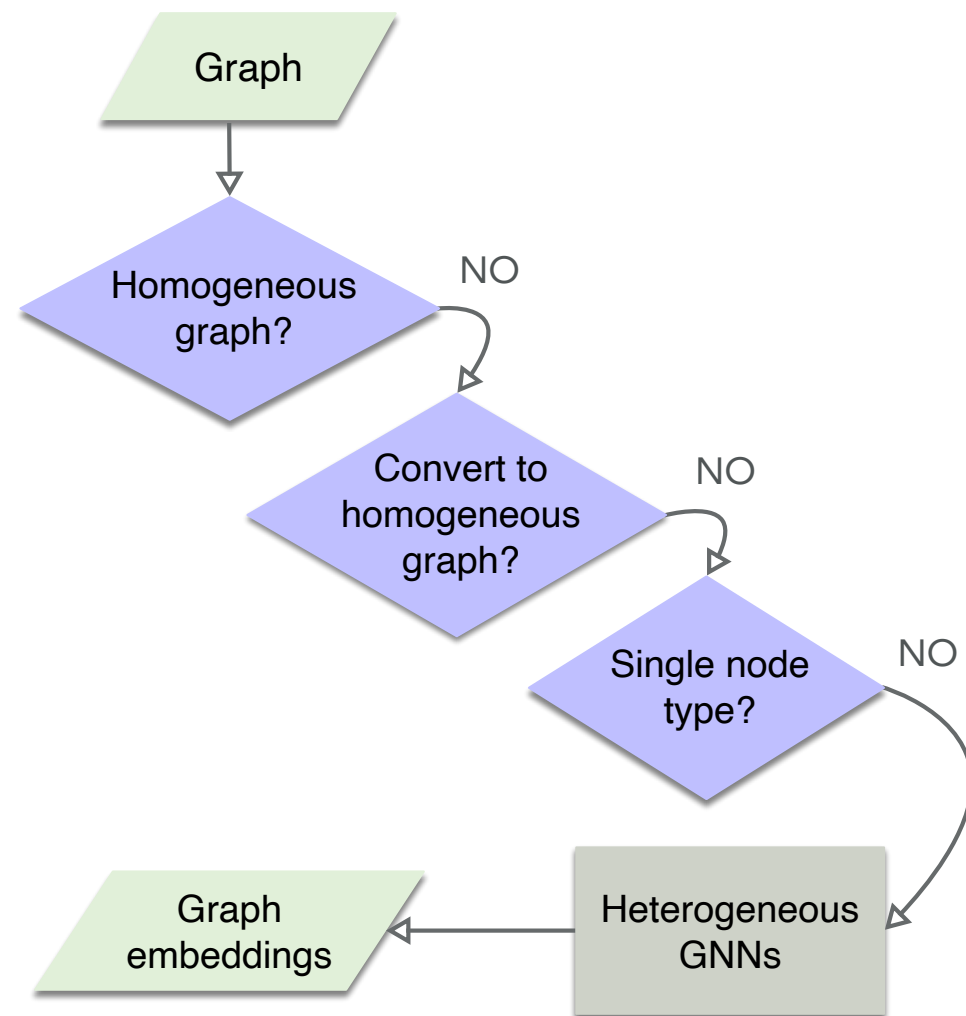 Graph
Homogeneous
graph?
NO
Convert to
homogeneous
graph?
NO
Single node
type?
NO
Graph
embeddings
Heterogeneous
GNNs